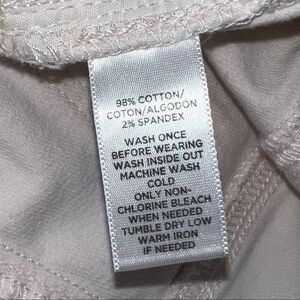 98% COTTON/
COTON/ALGODON
2% SPANDEX
WASH ONCE
BEFORE WEARING
WASH INSIDE OUT
MACHINE WASH
COLD
ONLY NON-
CHLORINE BLEACH
WHEN NEEDED
TUMBLE DRY LOW
WARM IRON
IF NEEDED